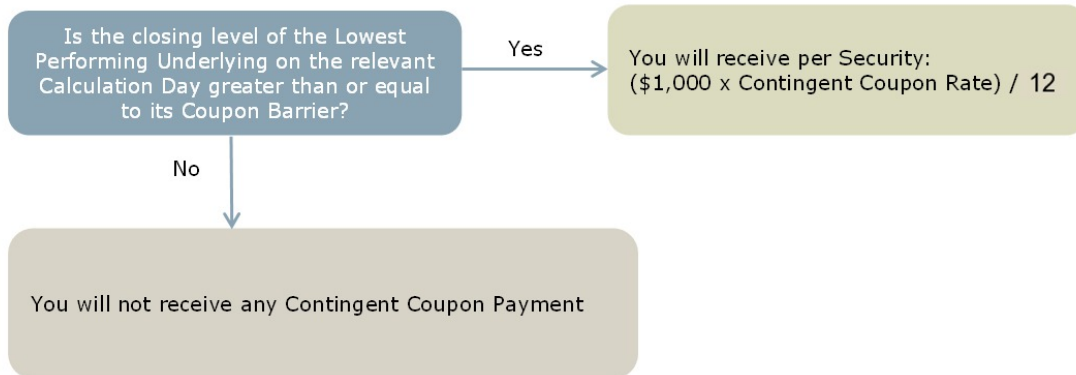 Is the closing level of the Lowest
Performing Underlying on the relevant
Calculation Day greater than or equal
to its Coupon Barrier?
Yes
You will receive per Security:
($1,000 x Contingent Coupon Rate) / 12
No
You will not receive any Contingent Coupon Payment